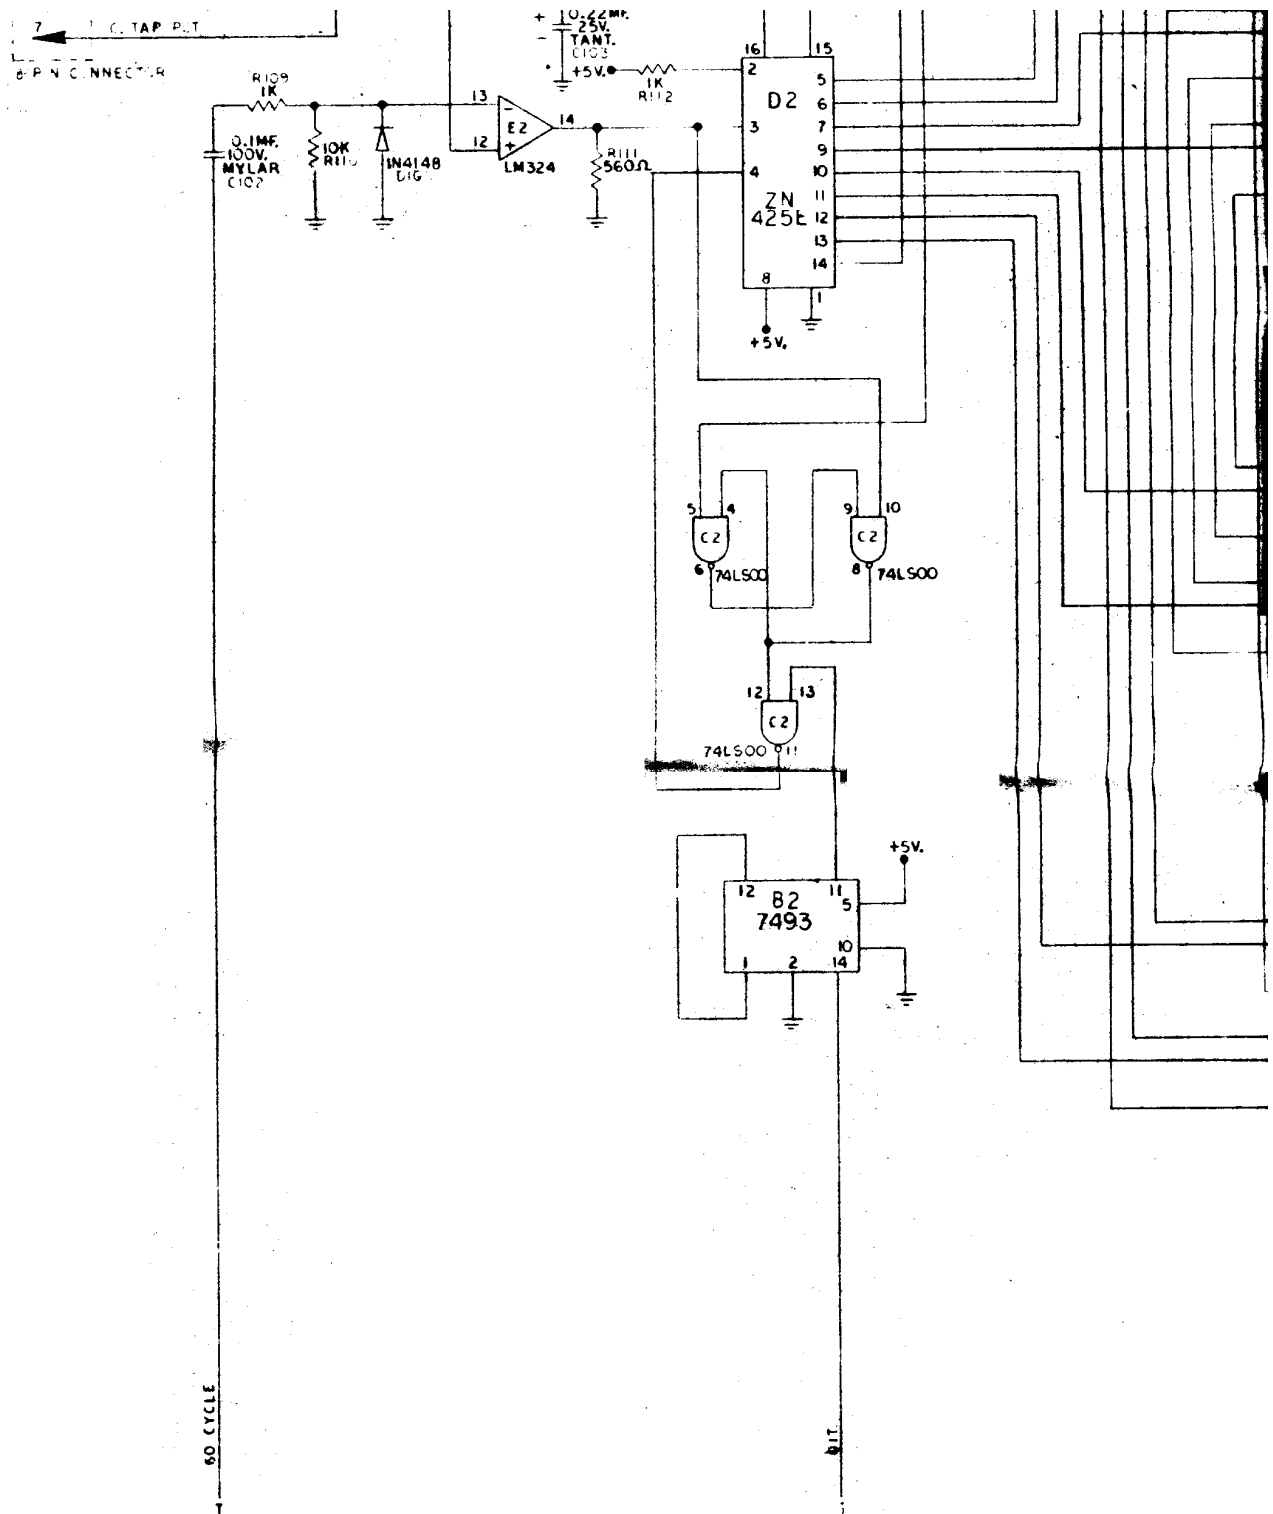 7
C. TAP POT
8 PIN CONNECTOR
+
0.22MF.
25V.
TANT.
C103
-
+5V.
1K
R112
R109
1K
0.1MF.
100V.
MYLAR
C102
10K
R110
1N4148
13
-
E2
12
+
14
LM324
R111
560Ω
16
15
2
D2
3
4
ZN
425E
5
6
7
9
10
11
12
13
14
8
1
+5V.
5
4
C2
6
74LS00
9
10
C2
8
74LS00
12
13
C2
74LS00
11
12
11
B2
7493
5
10
1
2
14
+5V.
60 CYCLE
T